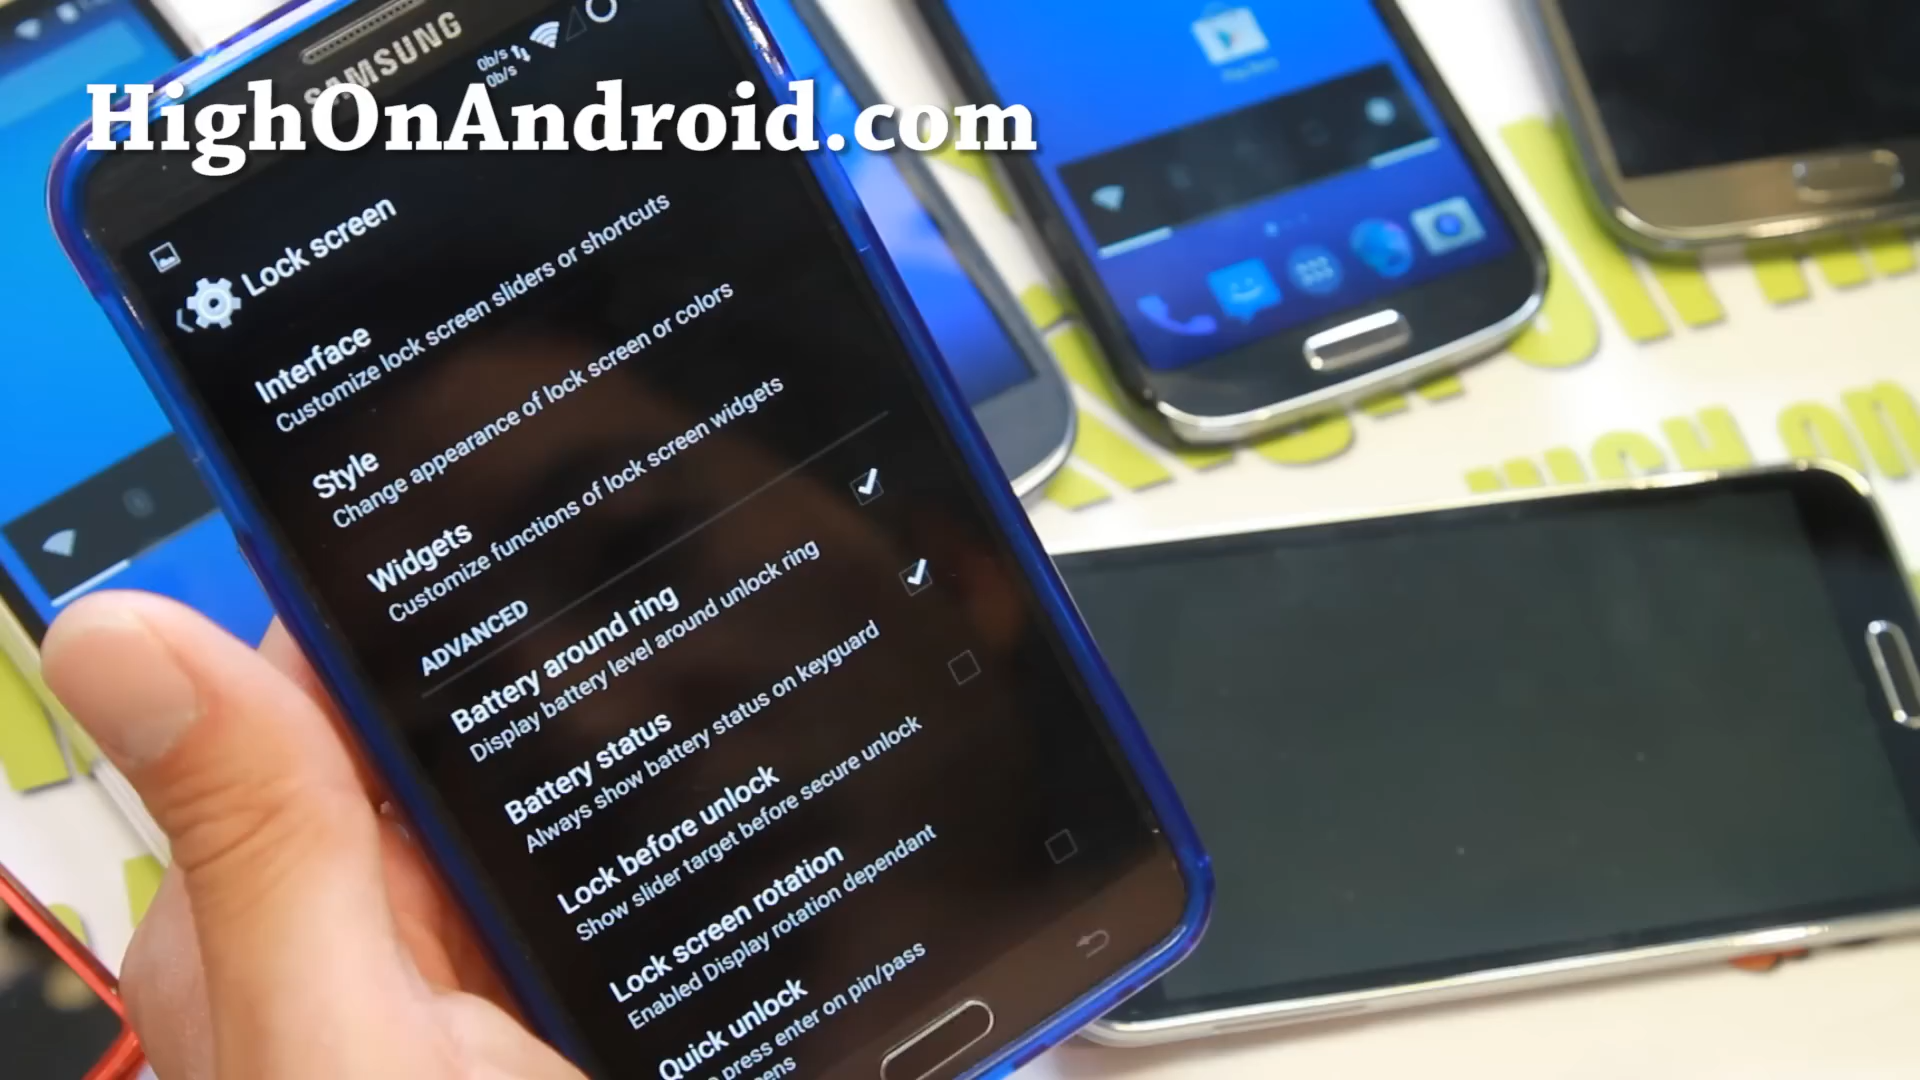 SAMSUNG
0b/s
0b/s
HighOnAndroid.com
Lock screen
Interface
Customize lock screen sliders or shortcuts
Style
Change appearance of lock screen or colors
Widgets
Customize functions of lock screen widgets
ADVANCED
Battery around ring
Display battery level around unlock ring
Battery status
Always show battery status on keyguard
Lock before unlock
Show slider target before secure unlock
Lock screen rotation
Enabled Display rotation dependant
Quick unlock
press enter on pin/pass